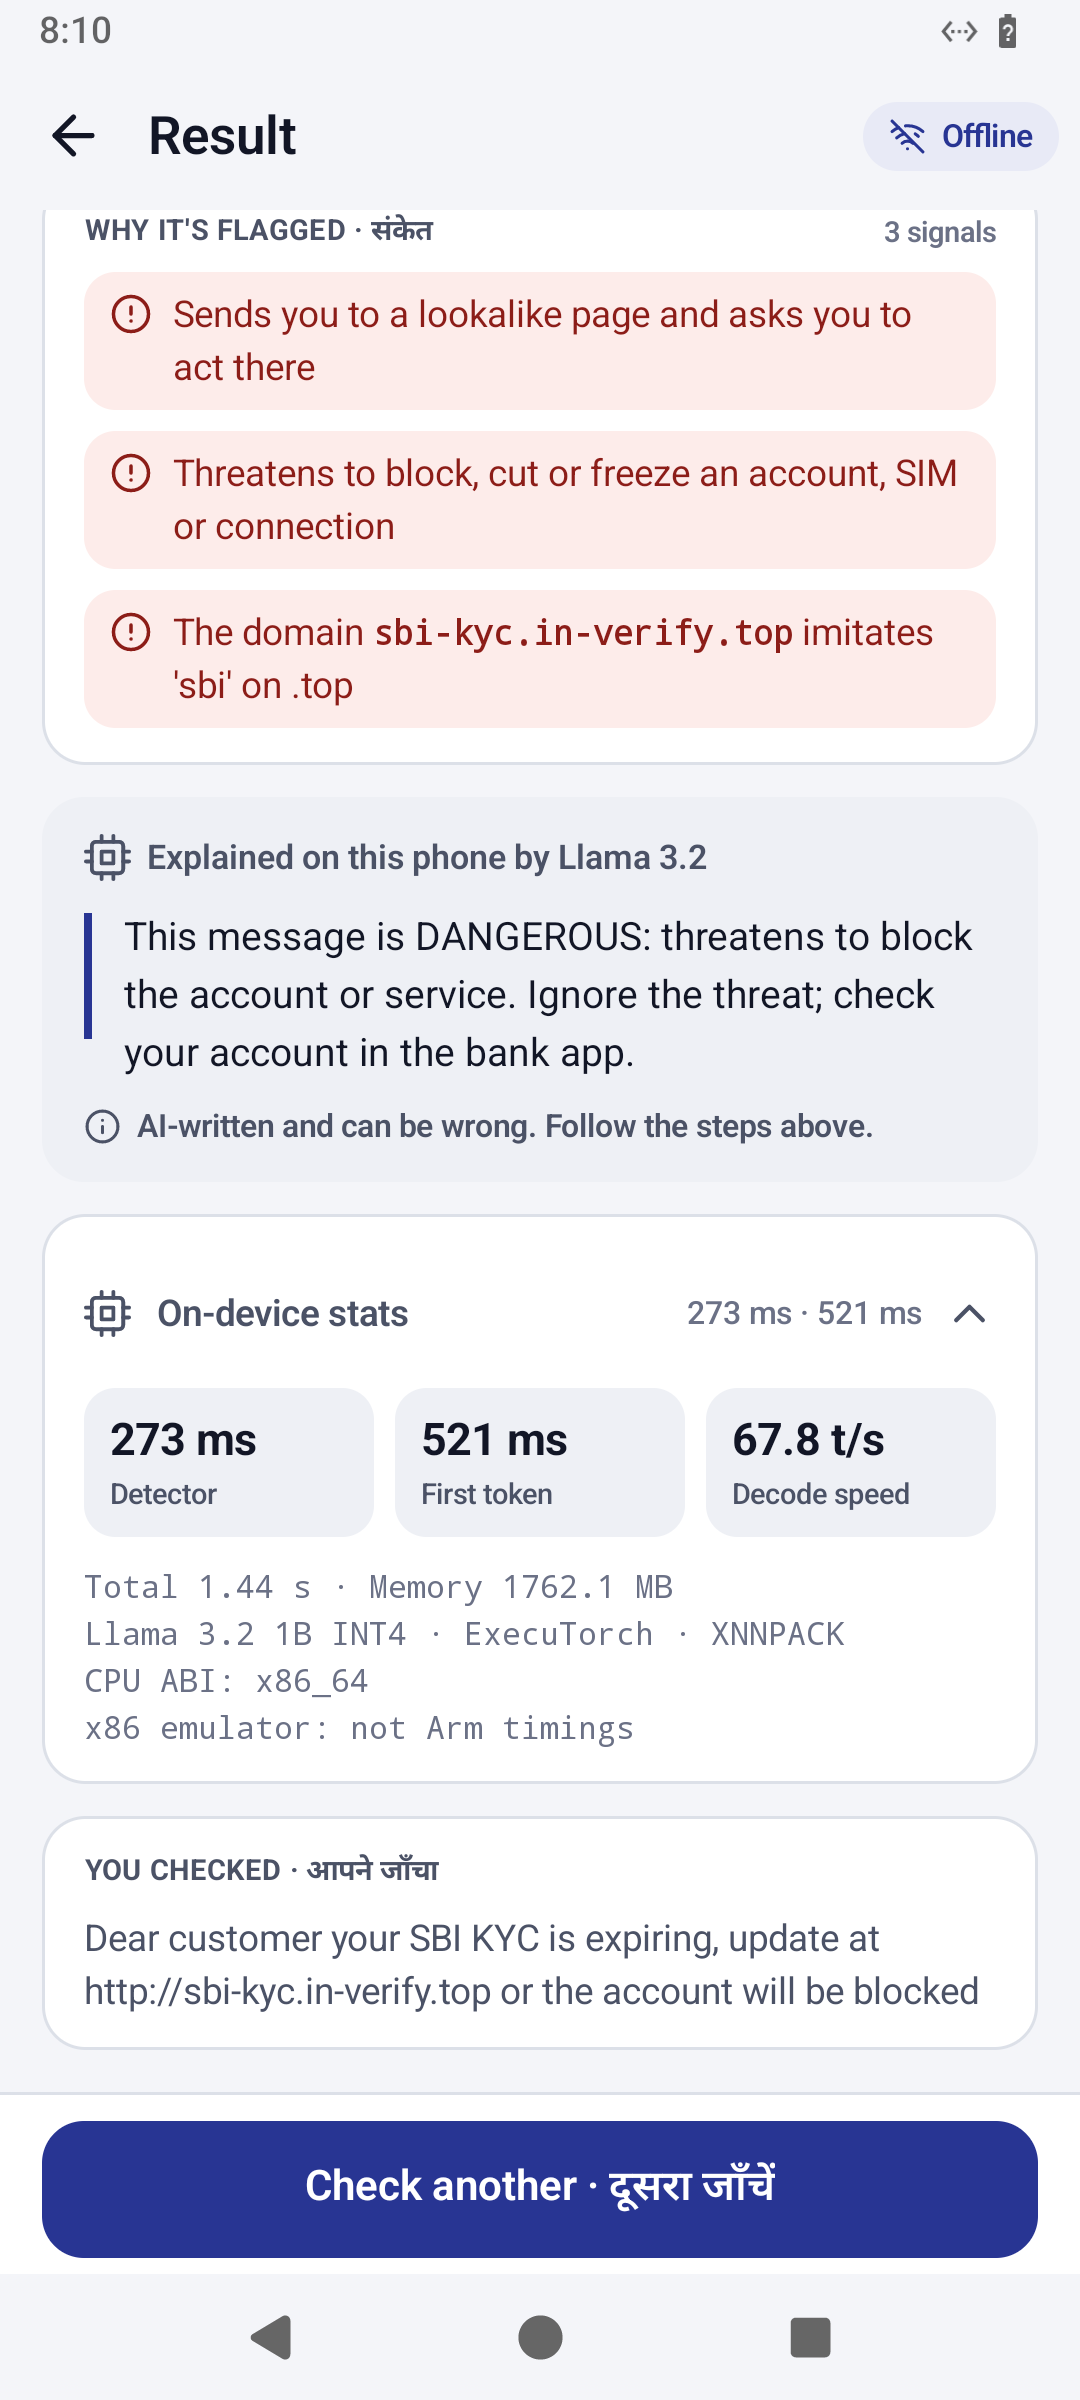 8:10
Result
Offline
WHY IT'S FLAGGED · संकेत
3 signals
Sends you to a lookalike page and asks you to
act there
Threatens to block, cut or freeze an account, SIM
or connection
The domain sbi-kyc.in-verify.top imitates
'sbi' on .top
Explained on this phone by Llama 3.2
This message is DANGEROUS: threatens to block
the account or service. Ignore the threat; check
your account in the bank app.
AI-written and can be wrong. Follow the steps above.
On-device stats
273 ms · 521 ms
273 ms
Detector
521 ms
First token
67.8 t/s
Decode speed
Total 1.44 s · Memory 1762.1 MB
Llama 3.2 1B INT4 · ExecuTorch · XNNPACK
CPU ABI: x86_64
x86 emulator: not Arm timings
YOU CHECKED · आपने जाँचा
Dear customer your SBI KYC is expiring, update at
http://sbi-kyc.in-verify.top or the account will be blocked
Check another · दूसरा जाँचें